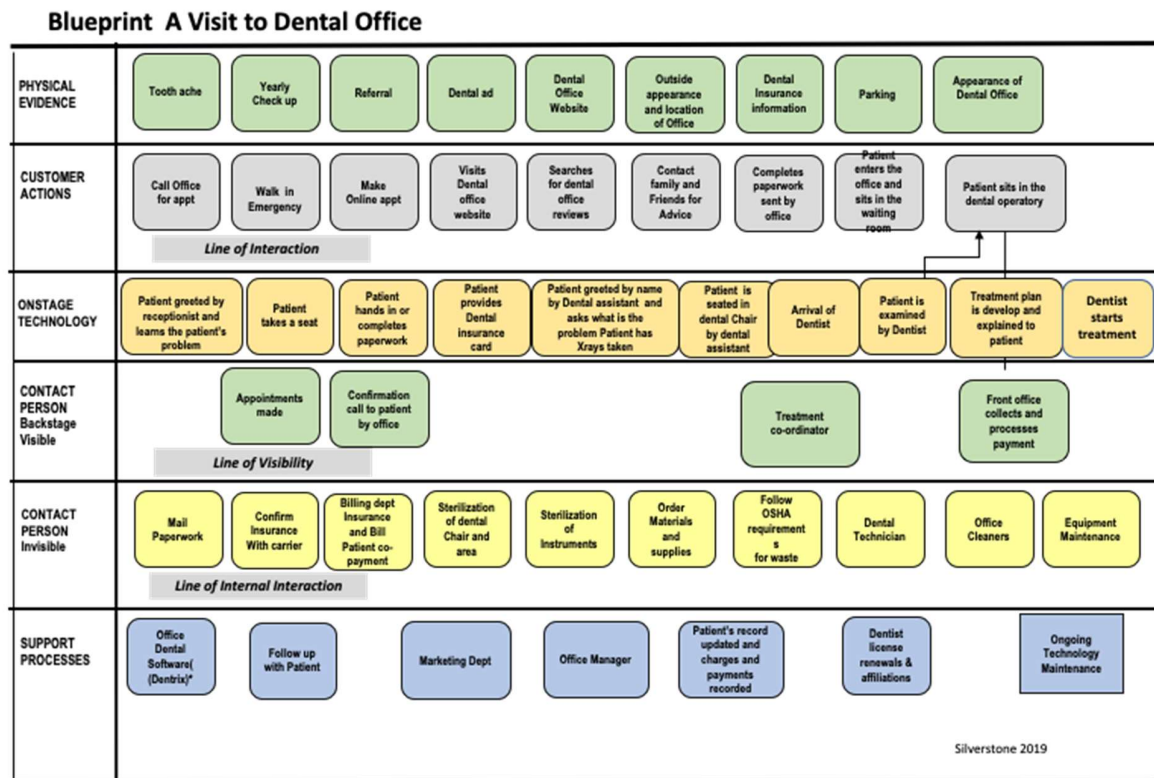 Blueprint A Visit to Dental Office
PHYSICAL
EVIDENCE
Tooth ache
Yearly
Check up
Referral
Dental ad
Dental
Office
Website
Outside
appearance
and location
of Office
Dental
Insurance
information
Parking
Appearance of
Dental Office
CUSTOMER
ACTIONS
Call Office
for appt
Walk in
Emergency
Make
Online appt
Visits
Dental
office
website
Searches
for dental
office
reviews
Contact
family and
Friends for
Advice
Completes
paperwork
sent by
office
Patient
enters the
office and
sits in the
waiting
room
Patient sits in the
dental operatory
Line of Interaction
ONSTAGE
TECHNOLOGY
Patient greeted by
receptionist and
learns the patient's
problem
Patient
takes a seat
Patient
hands in or
completes
paperwork
Patient
provides
Dental
insurance
card
Patient greeted by name
by Dental assistant and
asks what is the
problem Patient has
Xrays taken
Patient is
seated in
dental Chair
by dental
assistant
Arrival of
Dentist
Patient is
examined
by Dentist
Treatment plan
is develop and
explained to
patient
Dentist
starts
treatment
CONTACT
PERSON
Backstage
Visible
Appointments
made
Confirmation
call to patient
by office
Treatment
co-ordinator
Front office
collects and
processes
payment
Line of Visibility
CONTACT
PERSON
Invisible
Mail
Paperwork
Confirm
Insurance
With carrier
Billing dept
Insurance
and Bill
Patient co-
payment
Sterilization
of dental
Chair and
area
Sterilization
of
Instruments
Order
Materials
and
supplies
Follow
OSHA
requirement
s
for waste
Dental
Technician
Office
Cleaners
Equipment
Maintenance
Line of Internal Interaction
SUPPORT
PROCESSES
Office
Dental
Software(
(Dentrix)*
Follow up
with Patient
Marketing Dept
Office Manager
Patient's record
updated and
charges and
payments
recorded
Dentist
license
renewals &
affiliations
Ongoing
Technology
Maintenance
Silverstone 2019